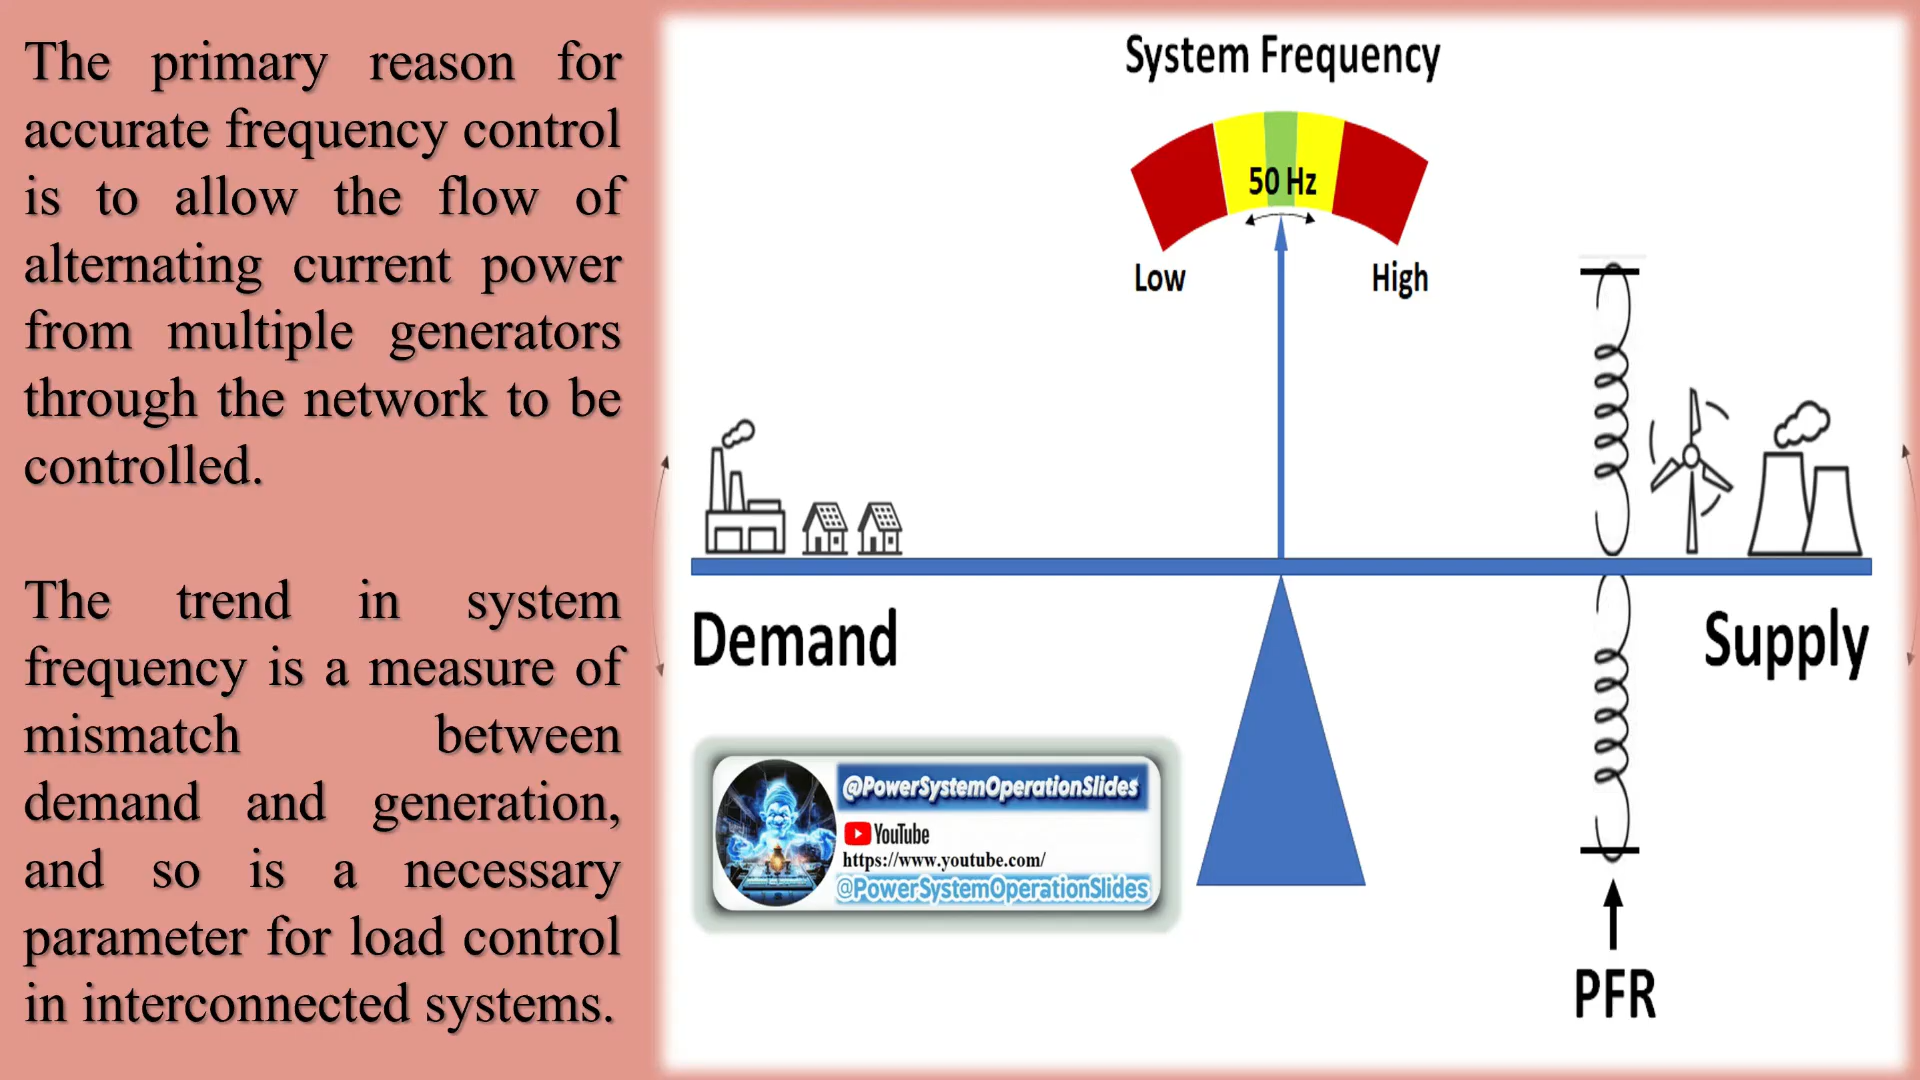 The primary reason for
accurate frequency control
is to allow the flow of
alternating current power
from multiple generators
through the network to be
controlled.
The trend in system
frequency is a measure of
mismatch between
demand and generation,
and so is a necessary
parameter for load control
in interconnected systems.
System Frequency
50 Hz
Low High
Demand
Supply
@PowerSystemOperationSlides
YouTube
https://www.youtube.com/
@PowerSystemOperationSlides
PFR